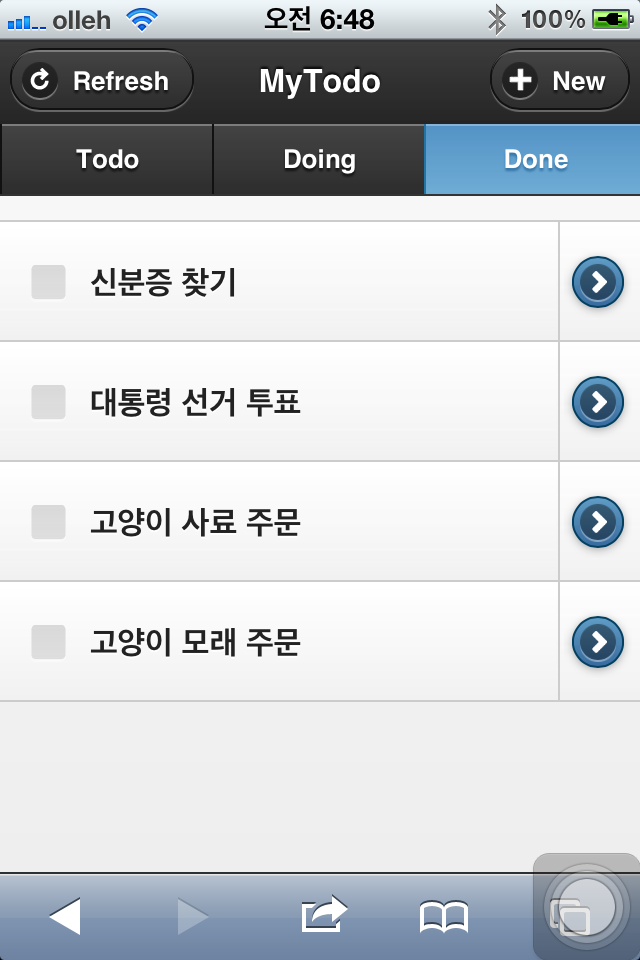 olleh 오전 6:48 100%
Refresh MyTodo New
Todo Doing Done
신분증 찾기
대통령 선거 투표
고양이 사료 주문
고양이 모래 주문